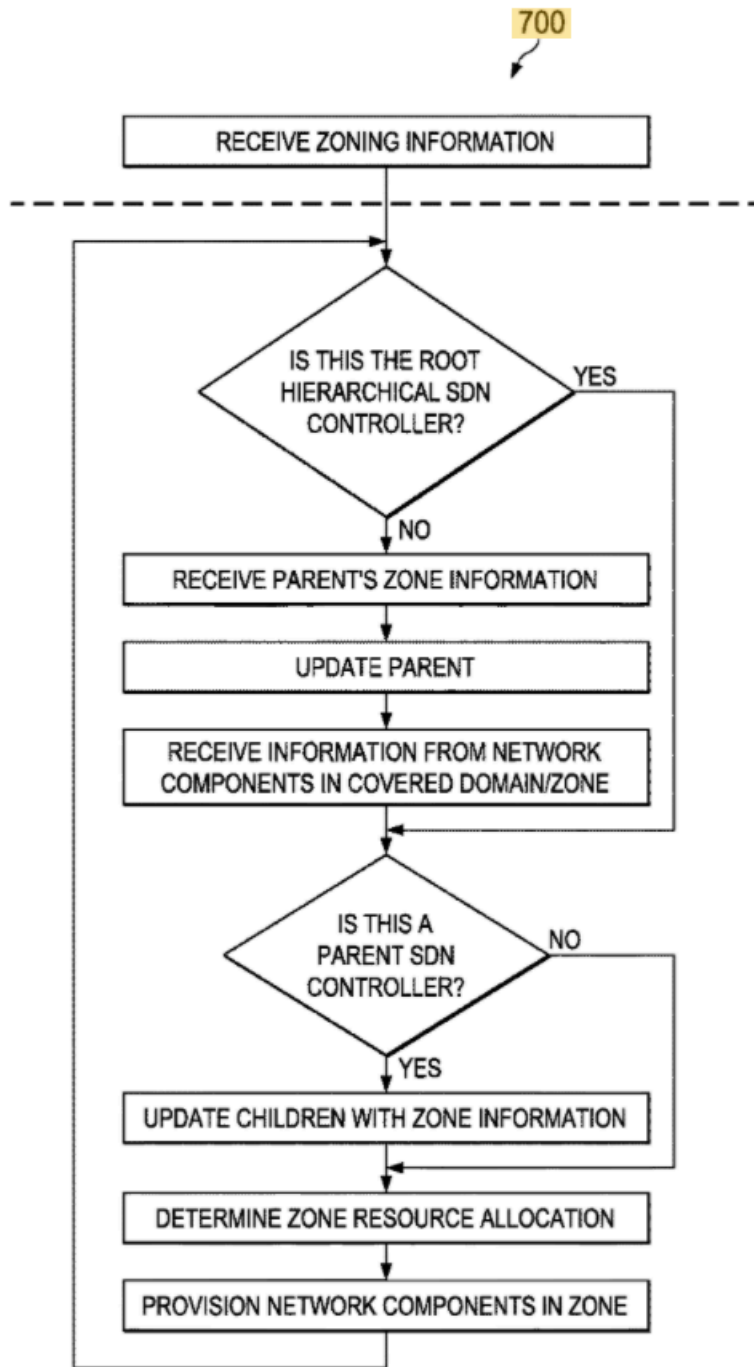 700
RECEIVE ZONING INFORMATION
IS THIS THE ROOT
HIERARCHICAL SDN
CONTROLLER?
YES
NO
RECEIVE PARENT'S ZONE INFORMATION
UPDATE PARENT
RECEIVE INFORMATION FROM NETWORK
COMPONENTS IN COVERED DOMAIN/ZONE
IS THIS A
PARENT SDN
CONTROLLER?
NO
YES
UPDATE CHILDREN WITH ZONE INFORMATION
DETERMINE ZONE RESOURCE ALLOCATION
PROVISION NETWORK COMPONENTS IN ZONE